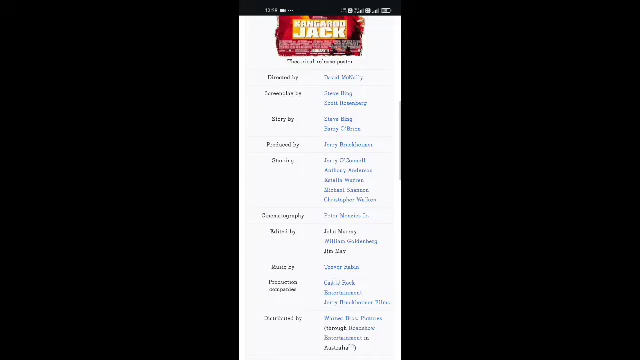 KANGAROO
JACK
Theatrical release poster
Directed by David McNally
Screenplay by Steve Bing
Scott Rosenberg
Story by Steve Bing
Barry O'Brien
Produced by Jerry Bruckheimer
Starring Jerry O'Connell
Anthony Anderson
Estella Warren
Michael Shannon
Christopher Walken
Cinematography Peter Menzies Jr.
Edited by John Murray
William Goldenberg
Jim May
Music by Trevor Rabin
Production companies Castle Rock
Entertainment
Jerry Bruckheimer Films
Distributed by Warner Bros. Pictures
(through Roadshow
Entertainment in
Australia)